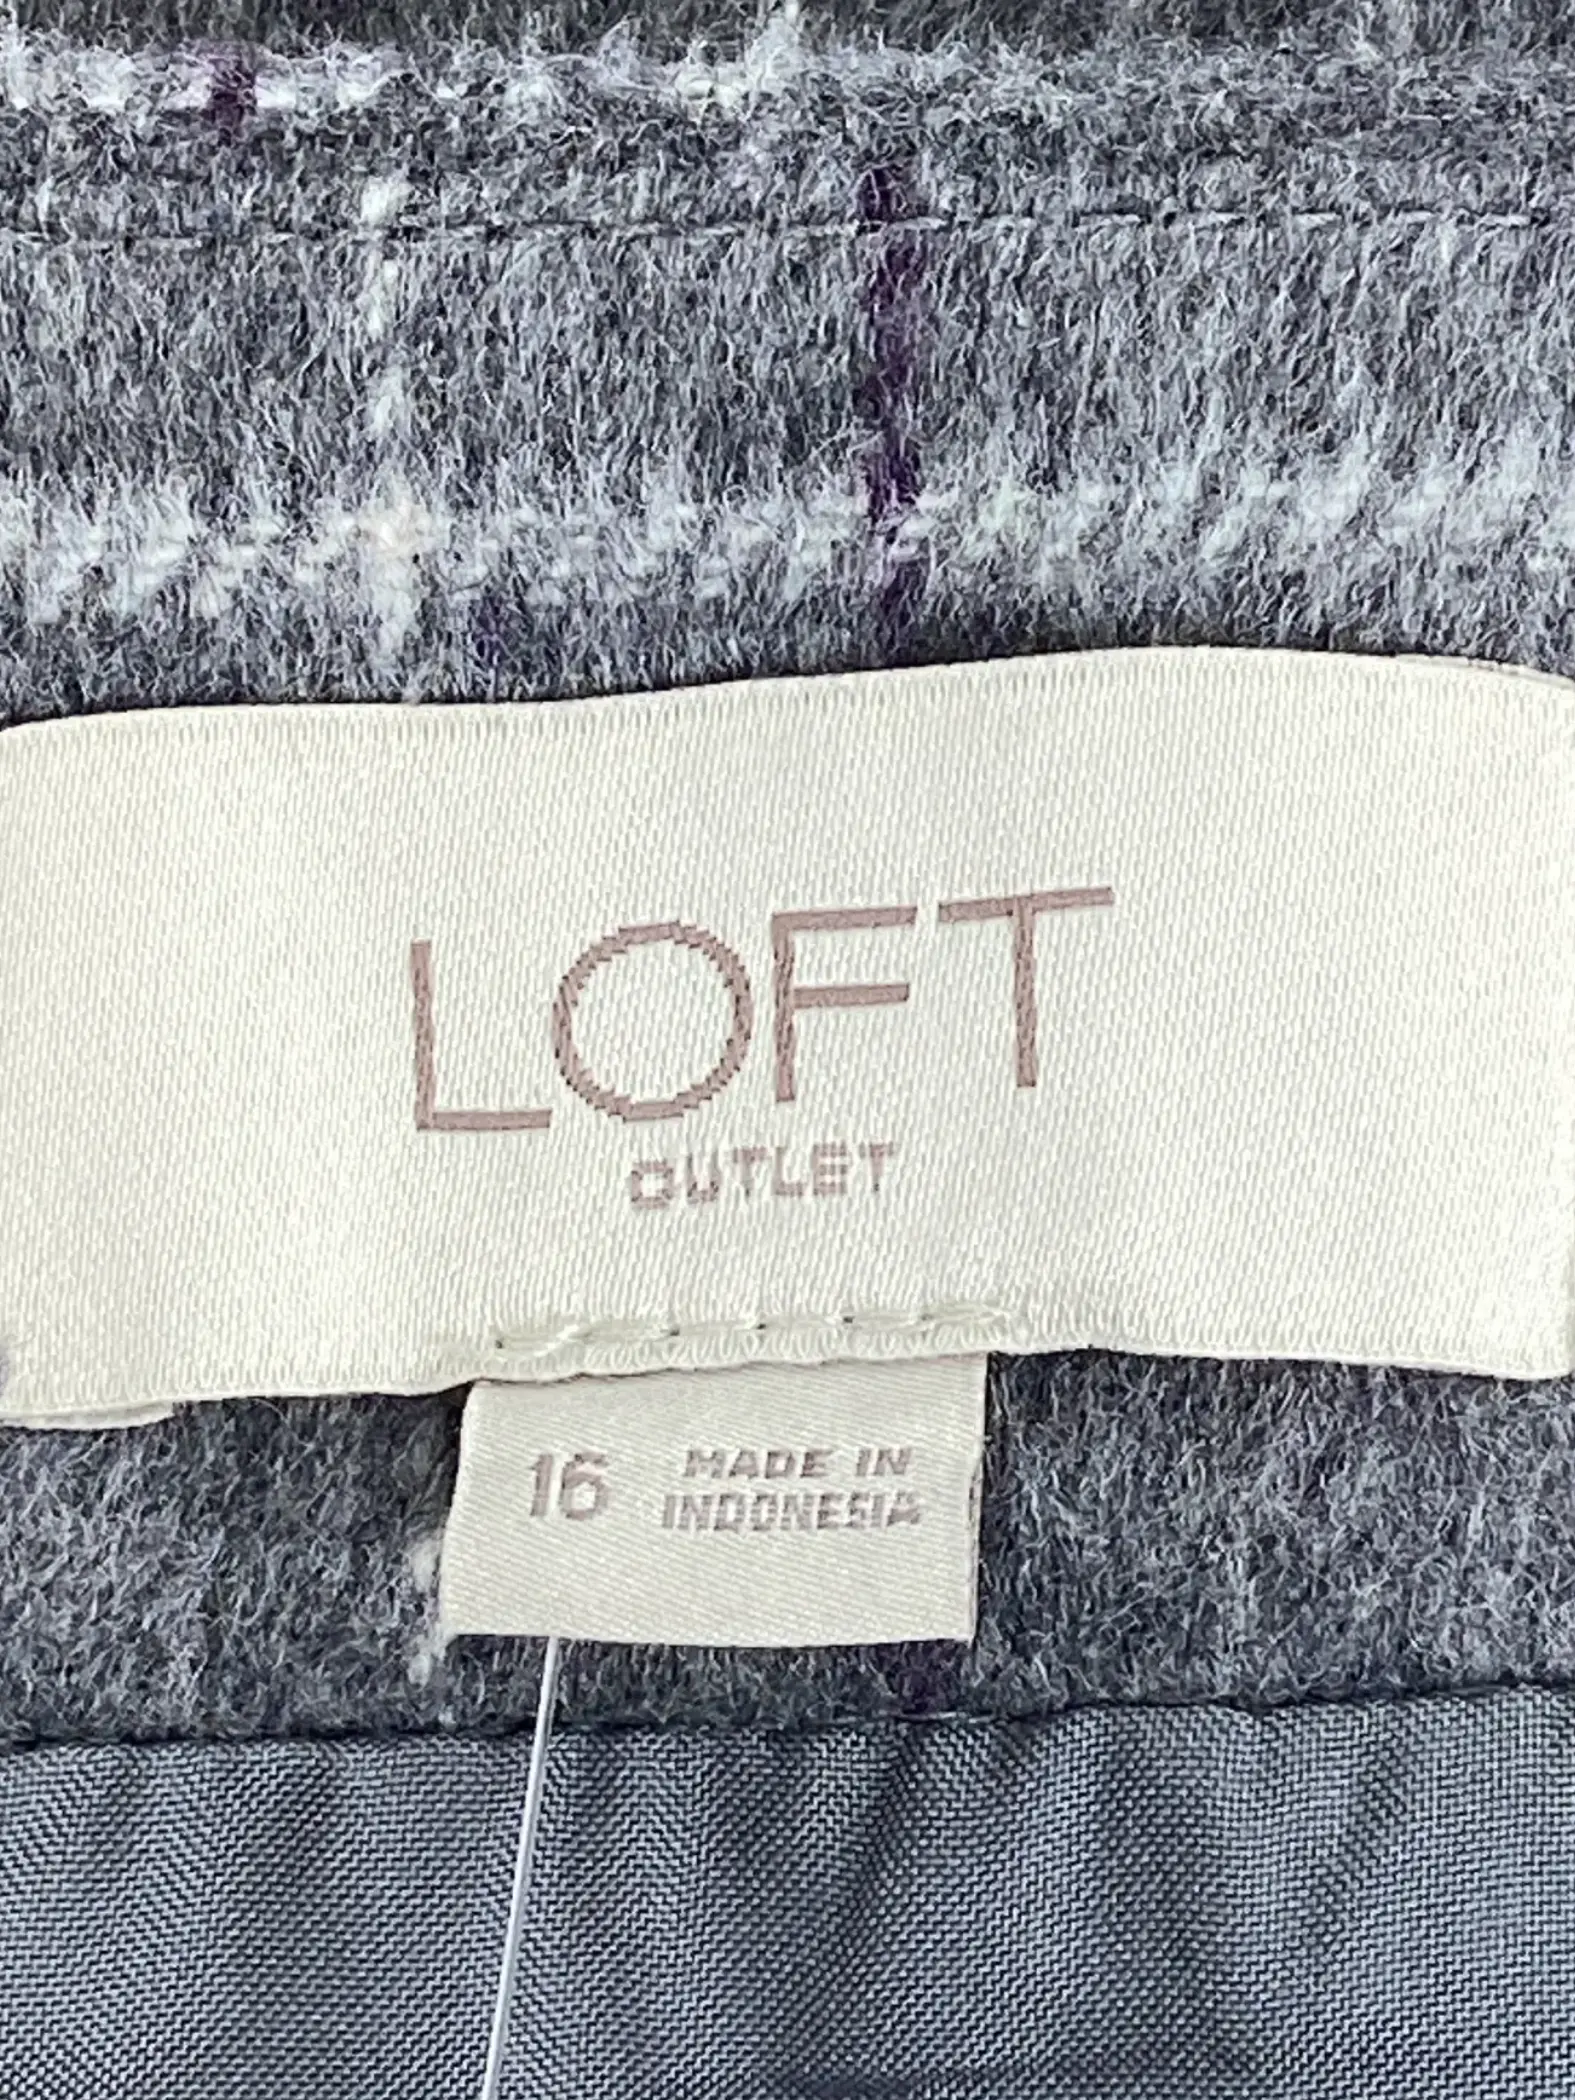 LOFT
OUTLET
16 MADE IN
INDONESIA